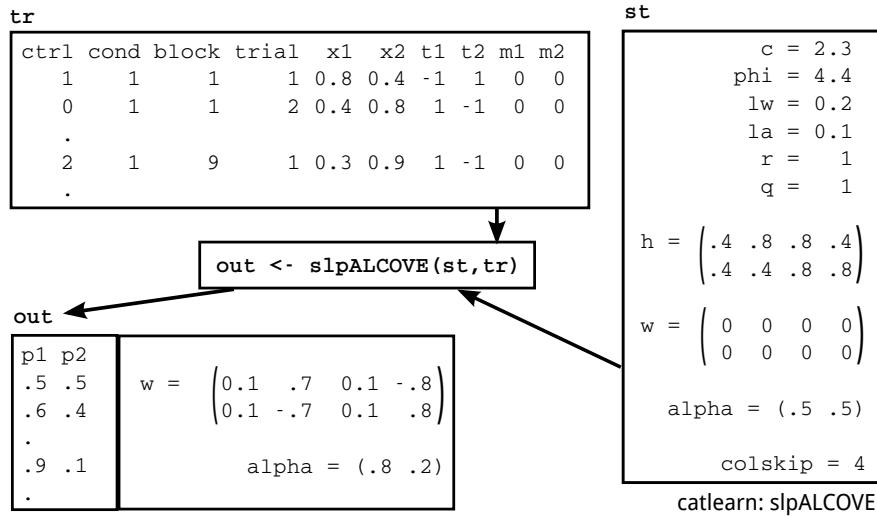 tr
ctrl cond block trial x1 x2 t1 t2 m1 m2
1 1 1 1 0.8 0.4 -1 1 0 0
0 1 1 2 0.4 0.8 1 -1 0 0
.
2 1 9 1 0.3 0.9 1 -1 0 0
.
st
c = 2.3
phi = 4.4
lw = 0.2
la = 0.1
r = 1
q = 1
h = (.4 .8 .8 .4
.4 .4 .8 .8)
w = (0 0 0 0
0 0 0 0)
alpha = (.5 .5)
colskip = 4
out <- slpALCOVE(st,tr)
out
p1 p2
.5 .5
.6 .4
.
.9 .1
.
w = (0.1 .7 0.1 -.8
0.1 -.7 0.1 .8)
alpha = (.8 .2)
catlearn: slpALCOVE